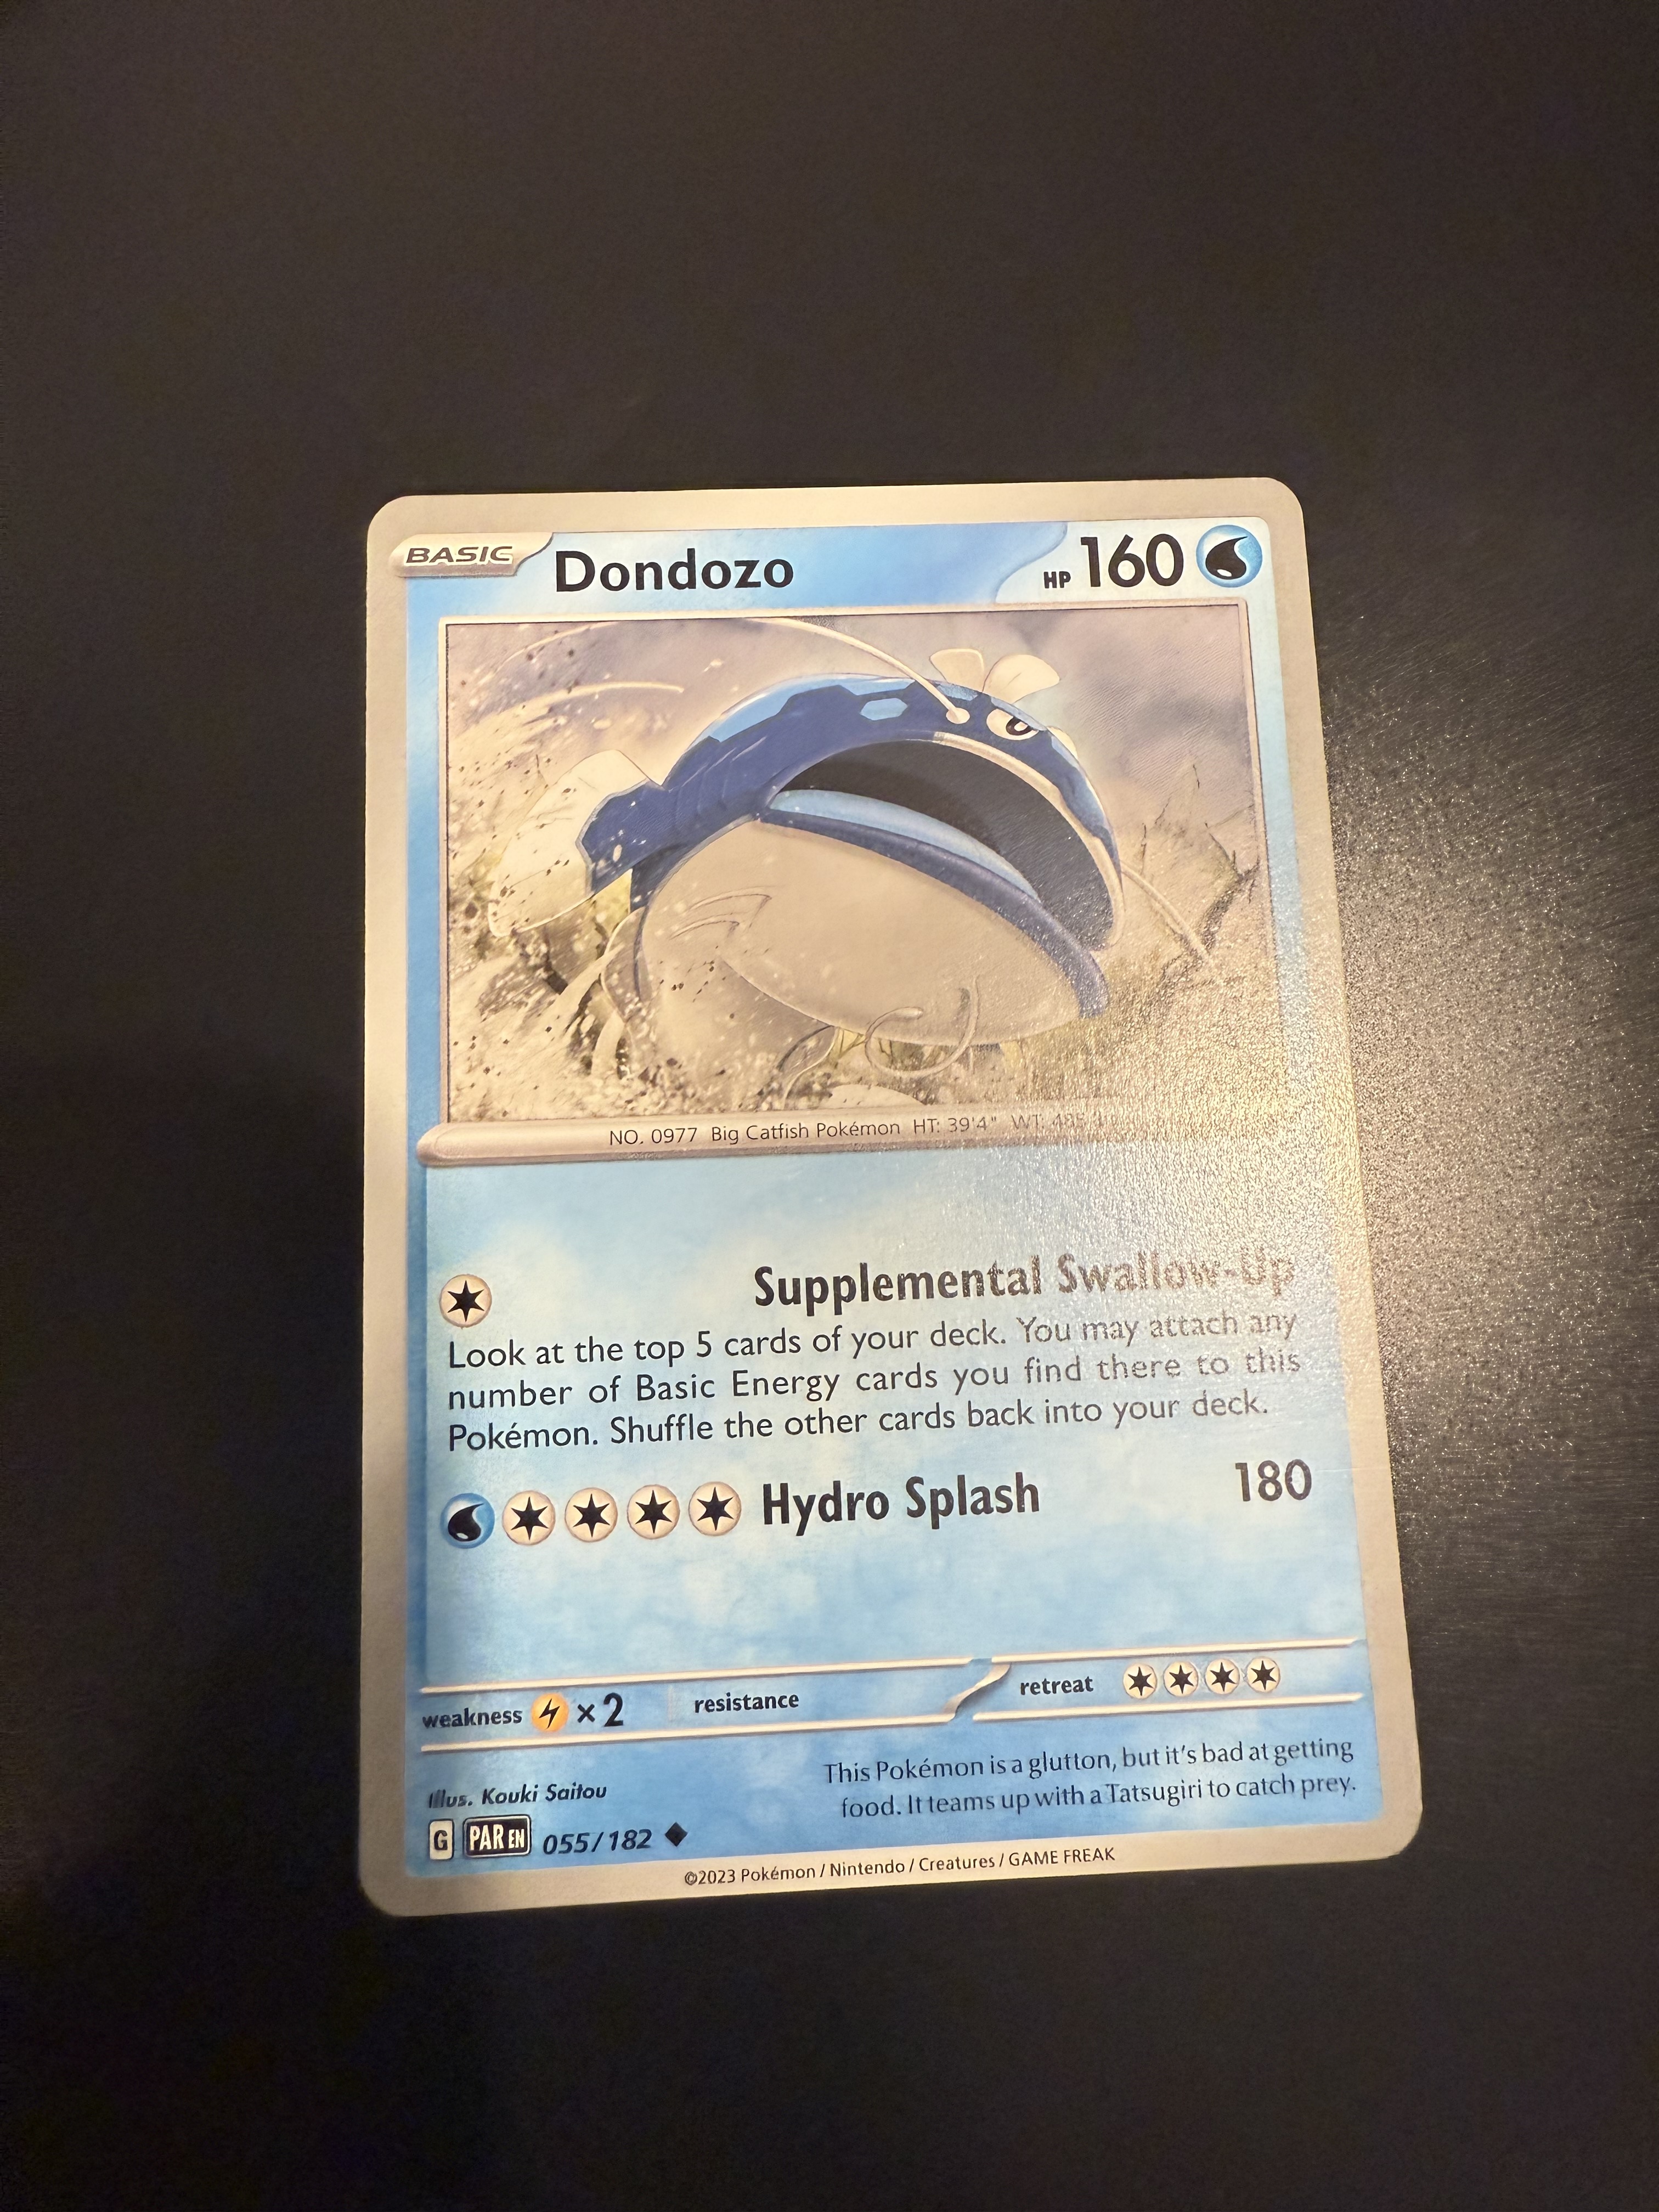 BASIC Dondozo HP 160
NO. 0977 Big Catfish Pokémon HT: 39'4" WT: 485
Supplemental Swallow-Up
Look at the top 5 cards of your deck. You may attach any
number of Basic Energy cards you find there to this
Pokémon. Shuffle the other cards back into your deck.
Hydro Splash 180
weakness ×2 resistance retreat
This Pokémon is a glutton, but it's bad at getting
food. It teams up with a Tatsugiri to catch prey.
Illus. Kouki Saitou
G PAR EN 055/182
©2023 Pokémon / Nintendo / Creatures / GAME FREAK